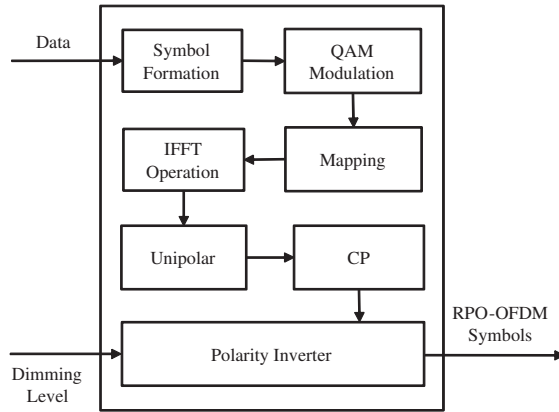 Data
Symbol
Formation
QAM
Modulation
IFFT
Operation
Mapping
Unipolar
CP
RPO-OFDM
Symbols
Polarity Inverter
Dimming
Level